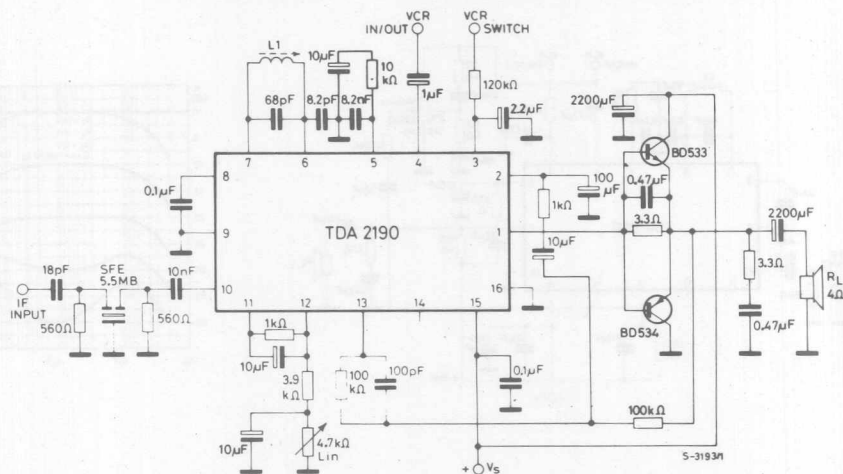 VCR
IN/OUT
VCR
SWITCH
L1
10µF
10
kΩ
1µF
120kΩ
2.2µF
2200µF
BD533
68pF
8.2pF
8.2nF
7
6
5
4
3
8
2
100
µF
0.47µF
0.1µF
1kΩ
2200µF
9
TDA 2190
1
3.3Ω
10µF
3.3Ω
18pF
SFE
5.5MB
10nF
10
16
RL
4Ω
IF
INPUT
560Ω
560Ω
11
12
13
14
15
BD534
0.47µF
1kΩ
10µF
3.9
kΩ
100
kΩ
100pF
0.1µF
100kΩ
10µF
4.7kΩ
Lin
S-3193/1
+ Vs